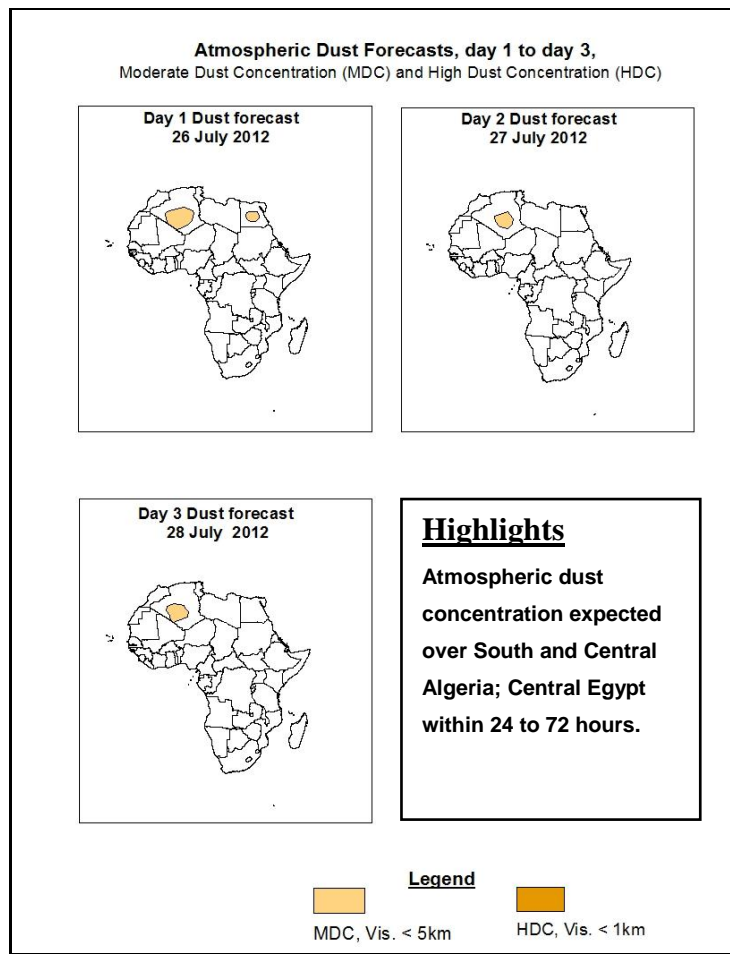 Atmospheric Dust Forecasts, day 1 to day 3,
Moderate Dust Concentration (MDC) and High Dust Concentration (HDC)
Day 1 Dust forecast
26 July 2012
Day 2 Dust forecast
27 July 2012
Day 3 Dust forecast
28 July 2012
Highlights
Atmospheric dust
concentration expected
over South and Central
Algeria; Central Egypt
within 24 to 72 hours.
Legend
MDC, Vis. < 5km
HDC, Vis. < 1km